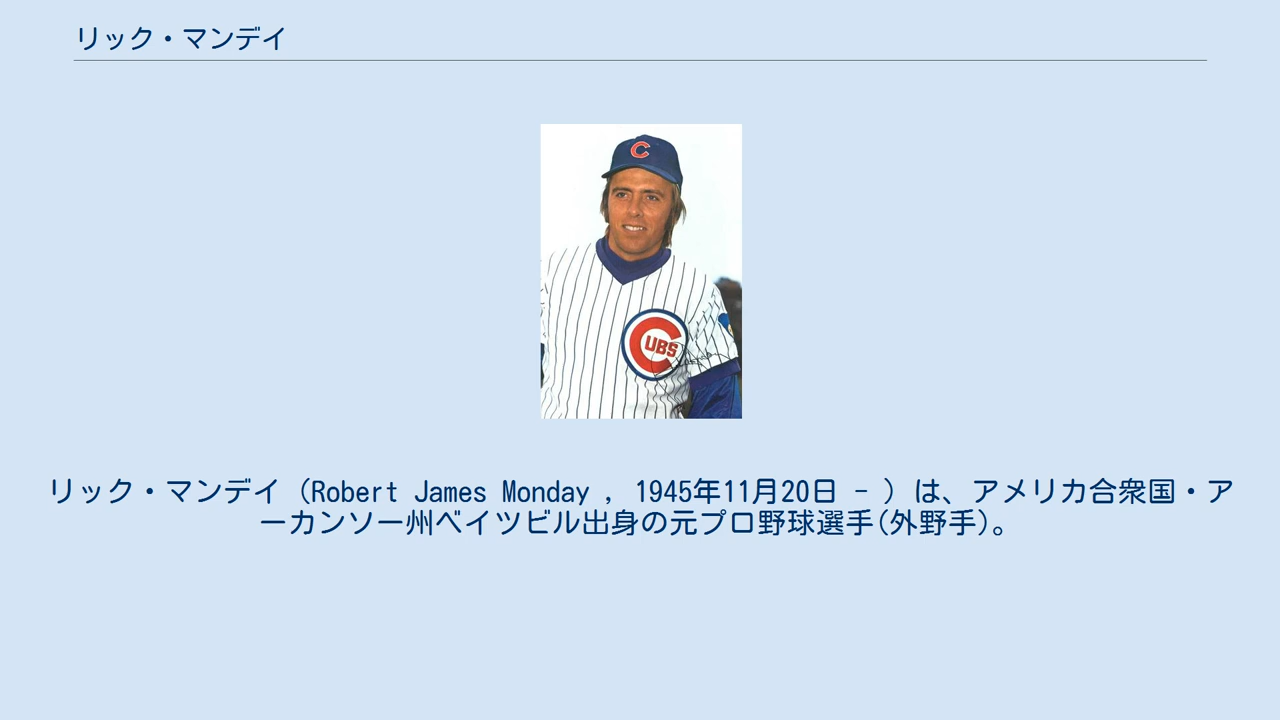 リック・マンデイ
C
C
UBS
リック・マンデイ（Robert James Monday , 1945年11月20日 - ）は、アメリカ合衆国・ア
ーカンソー州ベイツビル出身の元プロ野球選手(外野手)。